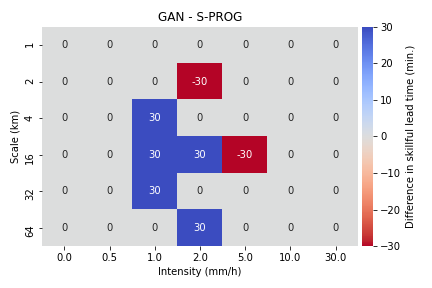 GAN - S-PROG
Scale (km)
1 0 0 0 0 0 0 0
2 0 0 0 -30 0 0 0
4 0 0 30 0 0 0 0
16 0 0 30 30 -30 0 0
32 0 0 30 0 0 0 0
64 0 0 0 30 0 0 0
0.0 0.5 1.0 2.0 5.0 10.0 30.0
Intensity (mm/h)
30
20
10
0
−10
−20
−30
Difference in skillful lead time (min.)